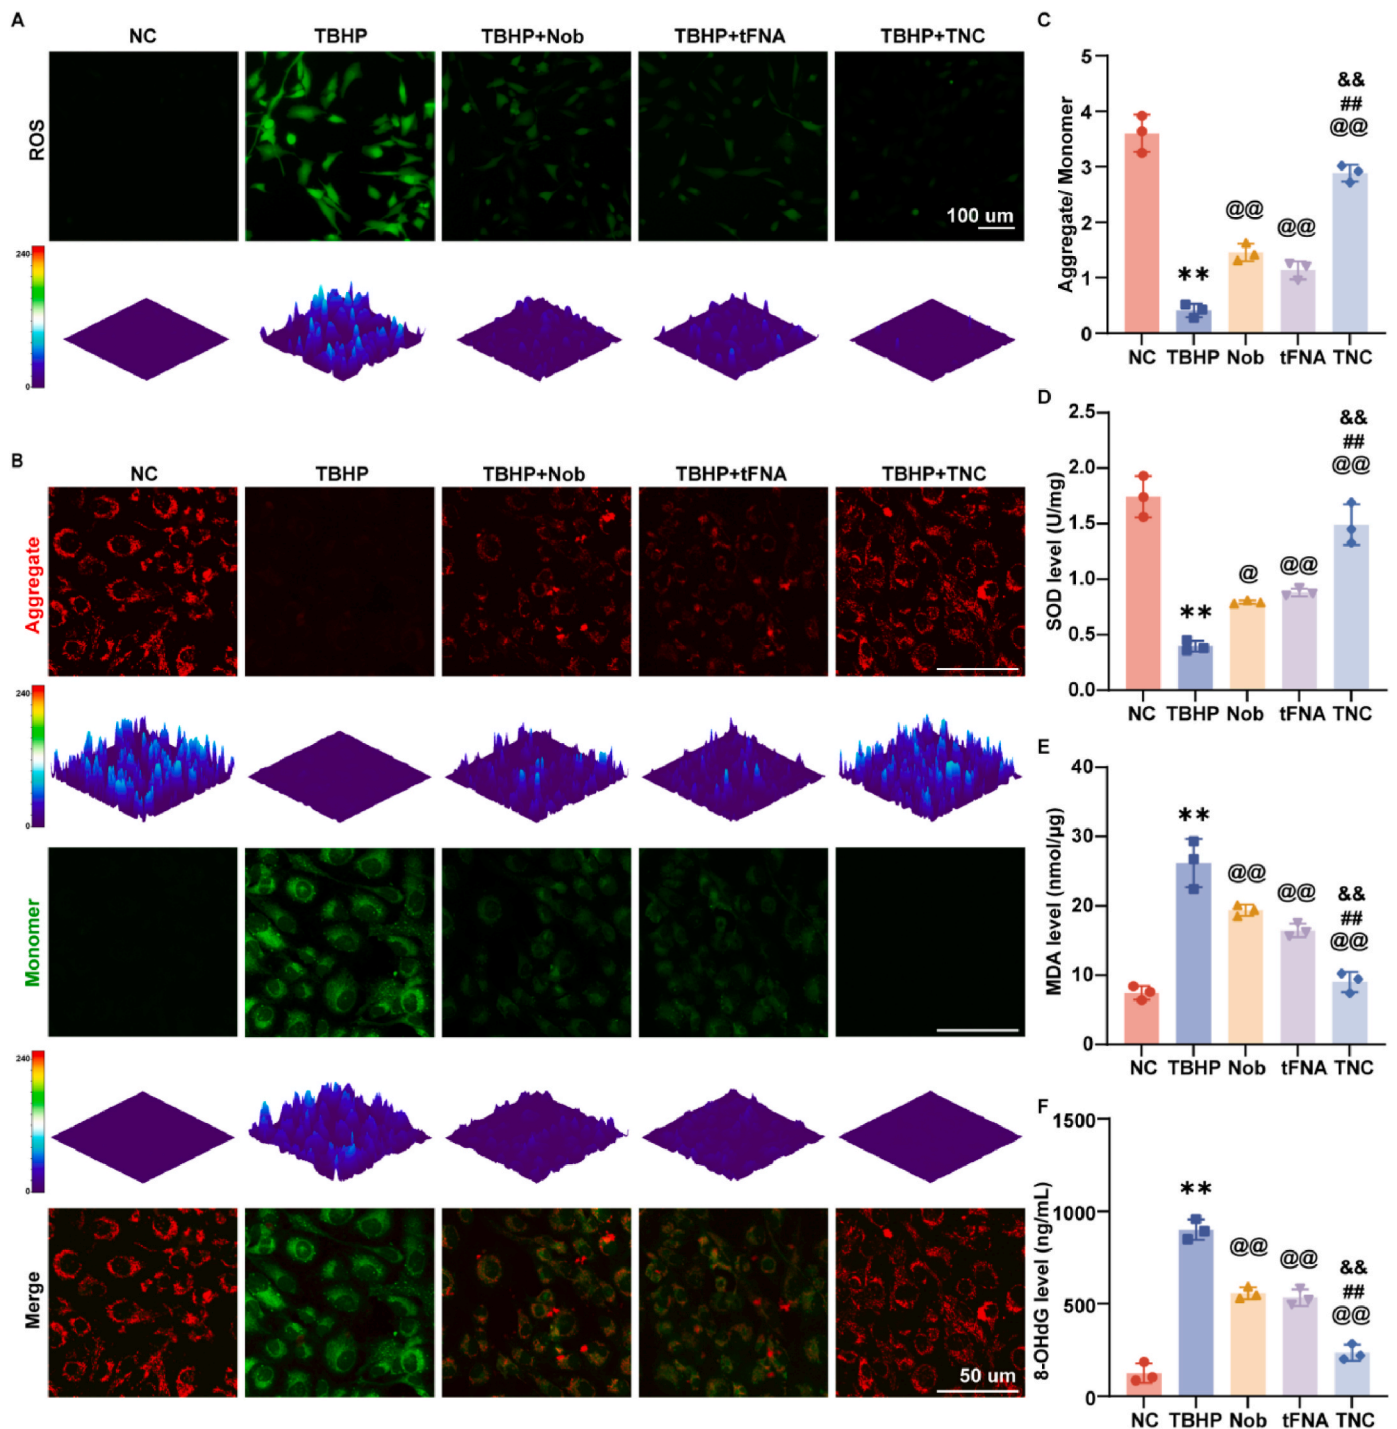 A
NC TBHP TBHP+Nob TBHP+tFNA TBHP+TNC
ROS
100 um
240
0
B
NC TBHP TBHP+Nob TBHP+tFNA TBHP+TNC
Aggregate
240
0
Monomer
240
0
Merge
50 um
C
Aggregate/ Monomer
5
4
3
2
1
0
**
@@
@@
&&
##
@@
NC TBHP Nob tFNA TNC
D
SOD level (U/mg)
2.5
2.0
1.5
1.0
0.5
0.0
**
@
@@
&&
##
@@
NC TBHP Nob tFNA TNC
E
MDA level (nmol/μg)
40
30
20
10
0
**
@@
@@
&&
##
@@
NC TBHP Nob tFNA TNC
F
8-OHdG level (ng/mL)
1500
1000
500
0
**
@@
@@
&&
##
@@
NC TBHP Nob tFNA TNC